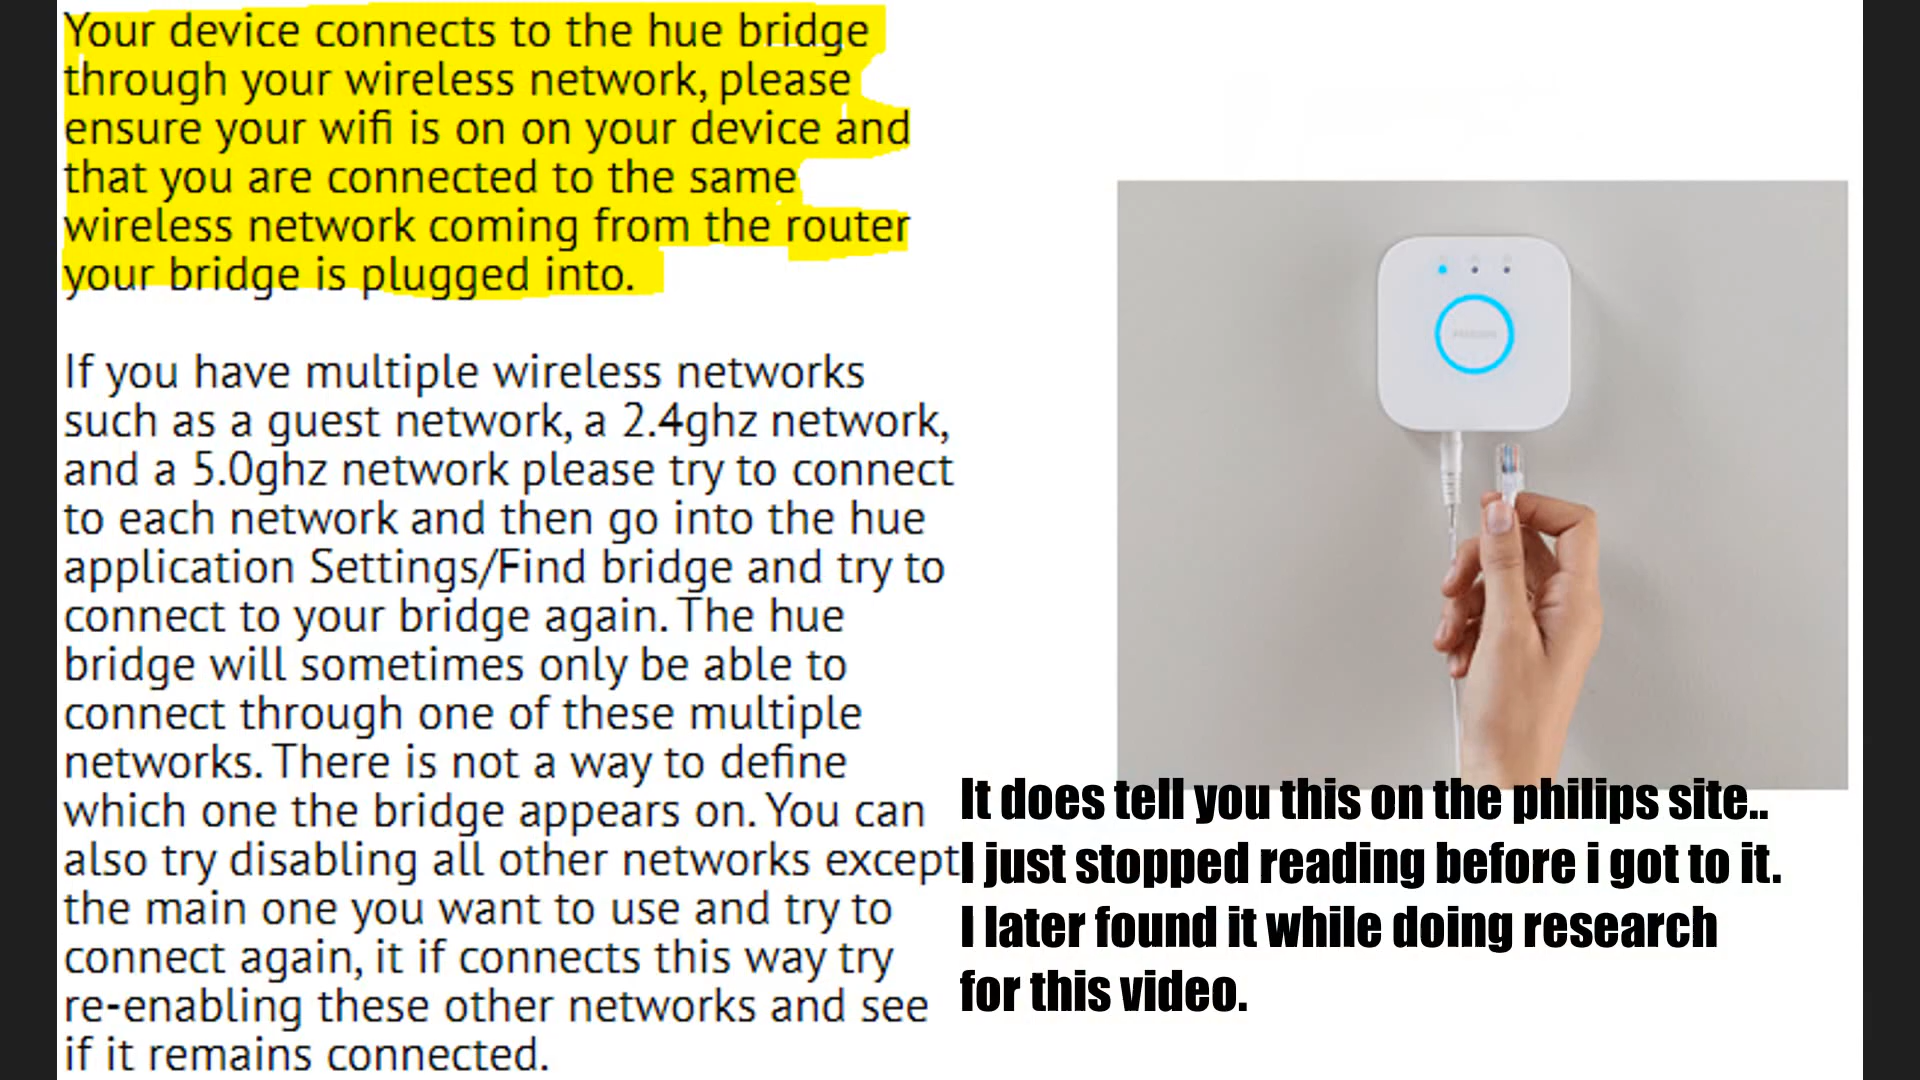 Your device connects to the hue bridge
through your wireless network, please
ensure your wifi is on on your device and
that you are connected to the same
wireless network coming from the router
your bridge is plugged into.
If you have multiple wireless networks
such as a guest network, a 2.4ghz network,
and a 5.0ghz network please try to connect
to each network and then go into the hue
application Settings/Find bridge and try to
connect to your bridge again. The hue
bridge will sometimes only be able to
connect through one of these multiple
networks. There is not a way to define
which one the bridge appears on. You can
also try disabling all other networks except
the main one you want to use and try to
connect again, it if connects this way try
re-enabling these other networks and see
if it remains connected.
It does tell you this on the philips site..
I just stopped reading before i got to it.
I later found it while doing research
for this video.